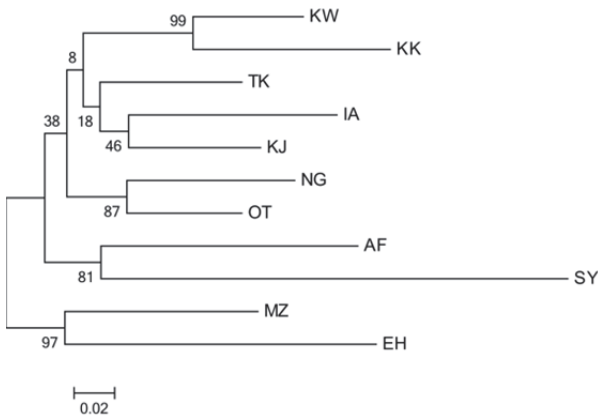 99 KW
KK
8
TK
38 18
IA
46 KJ
NG
87 OT
AF
81 SY
MZ
97 EH
0.02